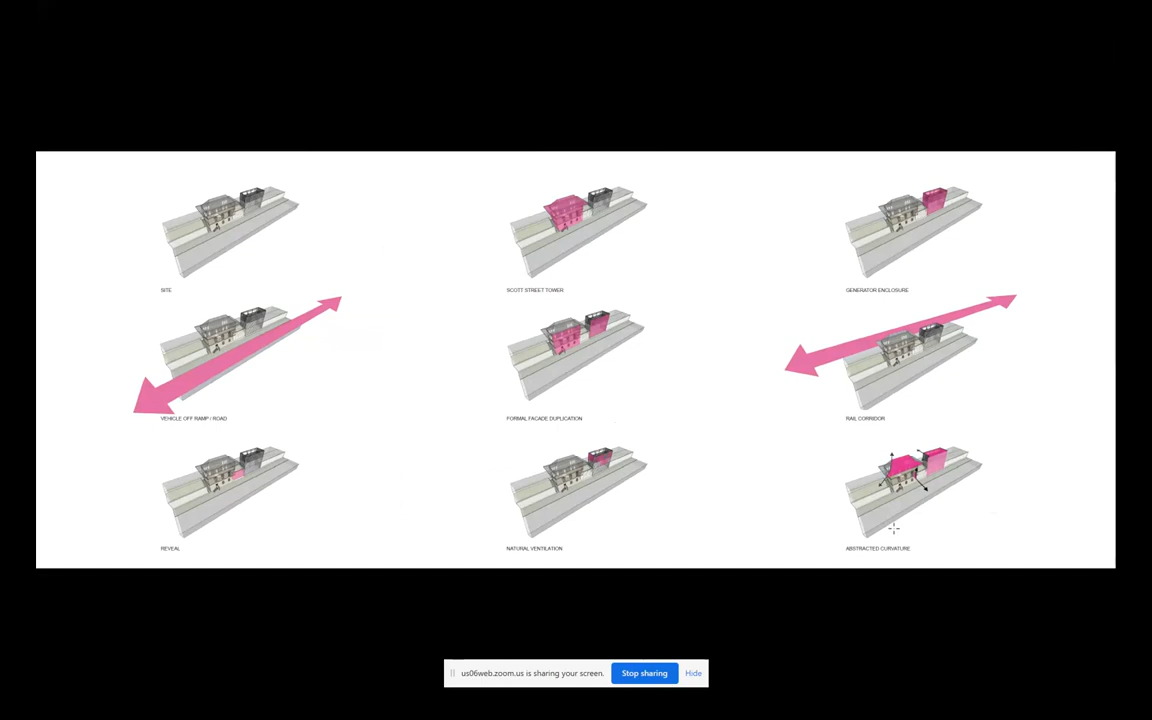 SITE
SCOTT STREET TOWER
GENERATOR ENCLOSURE
VEHICLE OFF RAMP / ROAD
FORMAL FACADE DUPLICATION
RAIL CORRIDOR
REVEAL
NATURAL VENTILATION
ABSTRACTED CURVATURE
us06web.zoom.us is sharing your screen.
Stop sharing
Hide